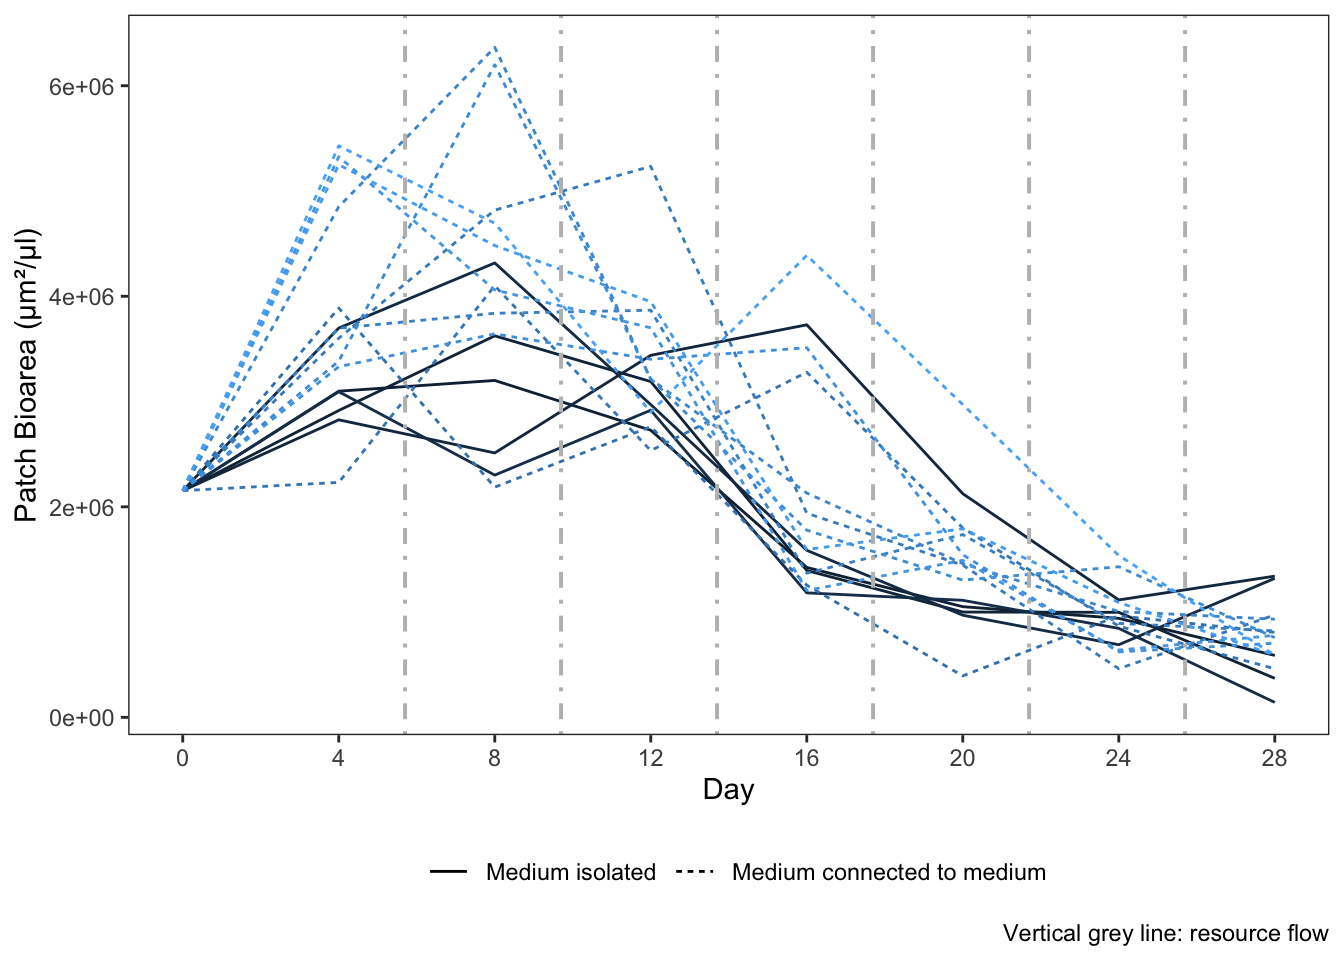 Patch Bioarea (µm²/µl)
6e+06
4e+06
2e+06
0e+00
0 4 8 12 16 20 24 28
Day
Medium isolated Medium connected to medium
Vertical grey line: resource flow